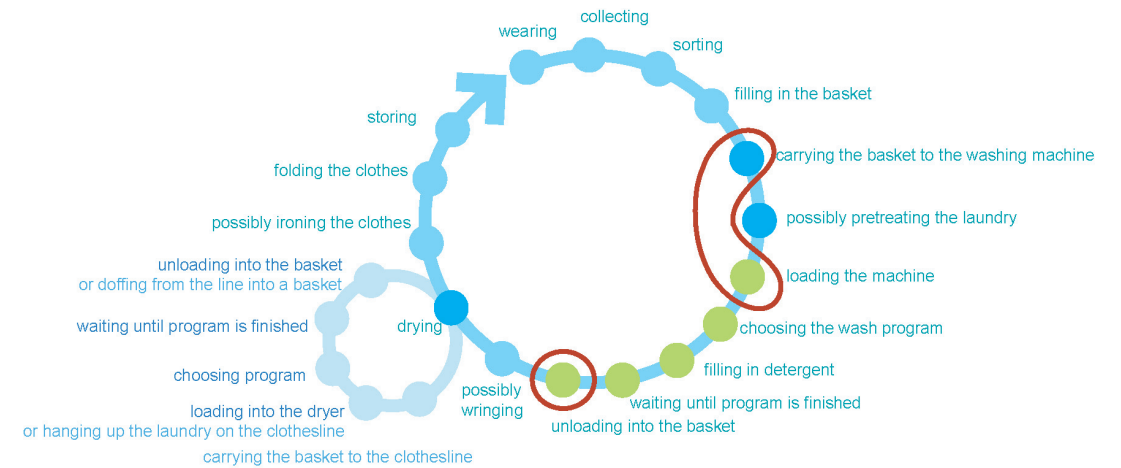 collecting
wearing
sorting
filling in the basket
storing
carrying the basket to the washing machine
folding the clothes
possibly pretreating the laundry
possibly ironing the clothes
unloading into the basket
or doffing from the line into a basket
loading the machine
waiting until program is finished
drying
choosing the wash program
choosing program
filling in detergent
possibly
wringing
waiting until program is finished
loading into the dryer
or hanging up the laundry on the clothesline
unloading into the basket
carrying the basket to the clothesline